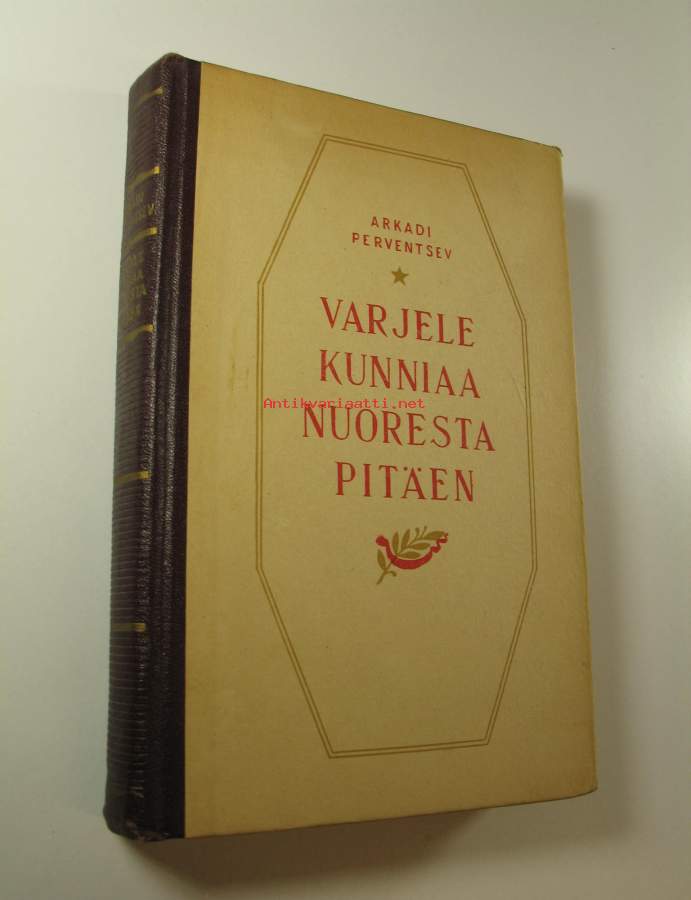 ARKADI
PERVENTSEV
VARJELE
KUNNIAA
Antikvariaatti.net
NUORESTA
PITÄEN